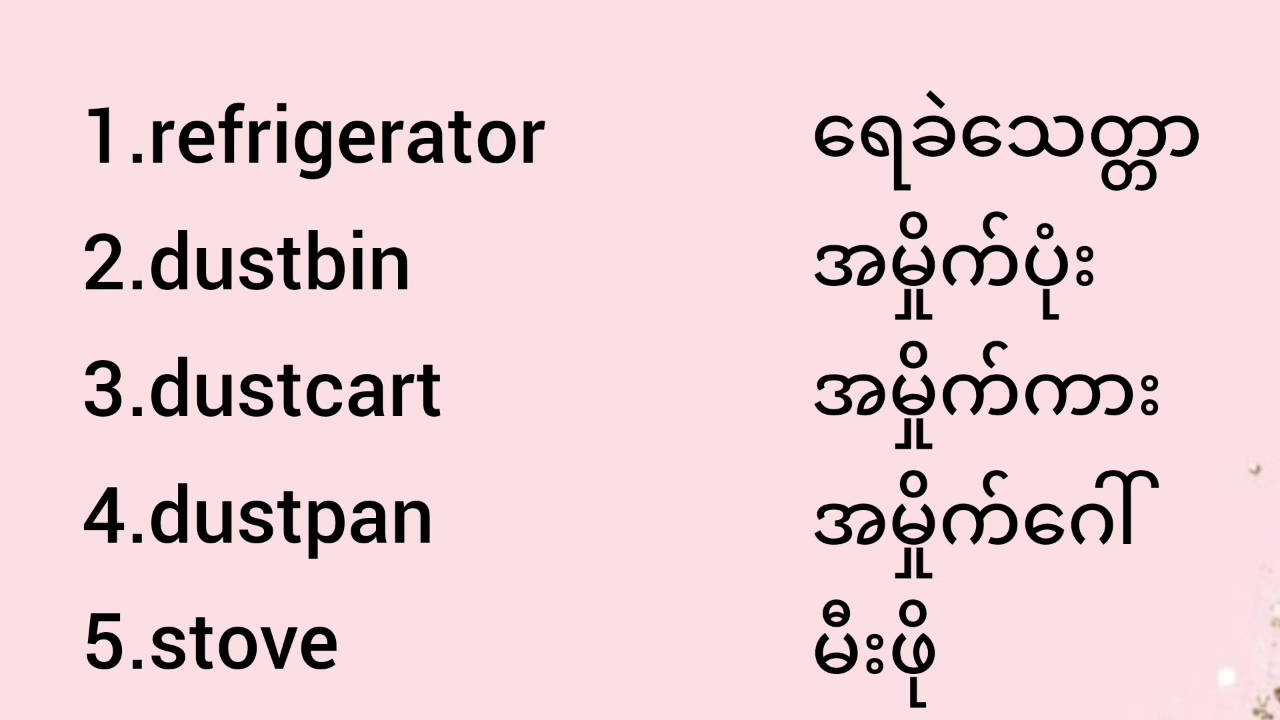 1.refrigerator ရေခဲသေတ္တာ
2.dustbin အမှိုက်ပုံး
3.dustcart အမှိုက်ကား
4.dustpan အမှိုက်ဂေါ်
5.stove မီးဖို